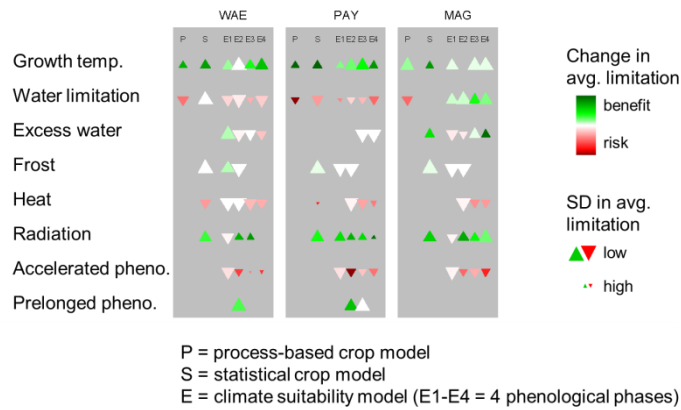 WAE PAY MAG
P S E1 E2 E3 E4 P S E1 E2 E3 E4 P S E1 E2 E3 E4
Growth temp.
Water limitation
Excess water
Frost
Heat
Radiation
Accelerated pheno.
Prolonged pheno.
Change in
avg. limitation
benefit
risk
SD in avg.
limitation
low
high
P = process-based crop model
S = statistical crop model
E = climate suitability model (E1-E4 = 4 phenological phases)